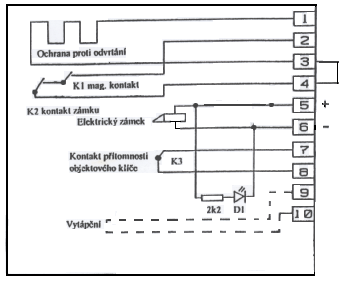 1
Ochrana proti odvrtání
2
3
K1 mag. kontakt
4
K2 kontakt zámku
5 +
Elektrický zámek
6 -
7
Kontakt přítomnosti
objektového klíče
K3
8
9
2k2 D1
10
Vytápění